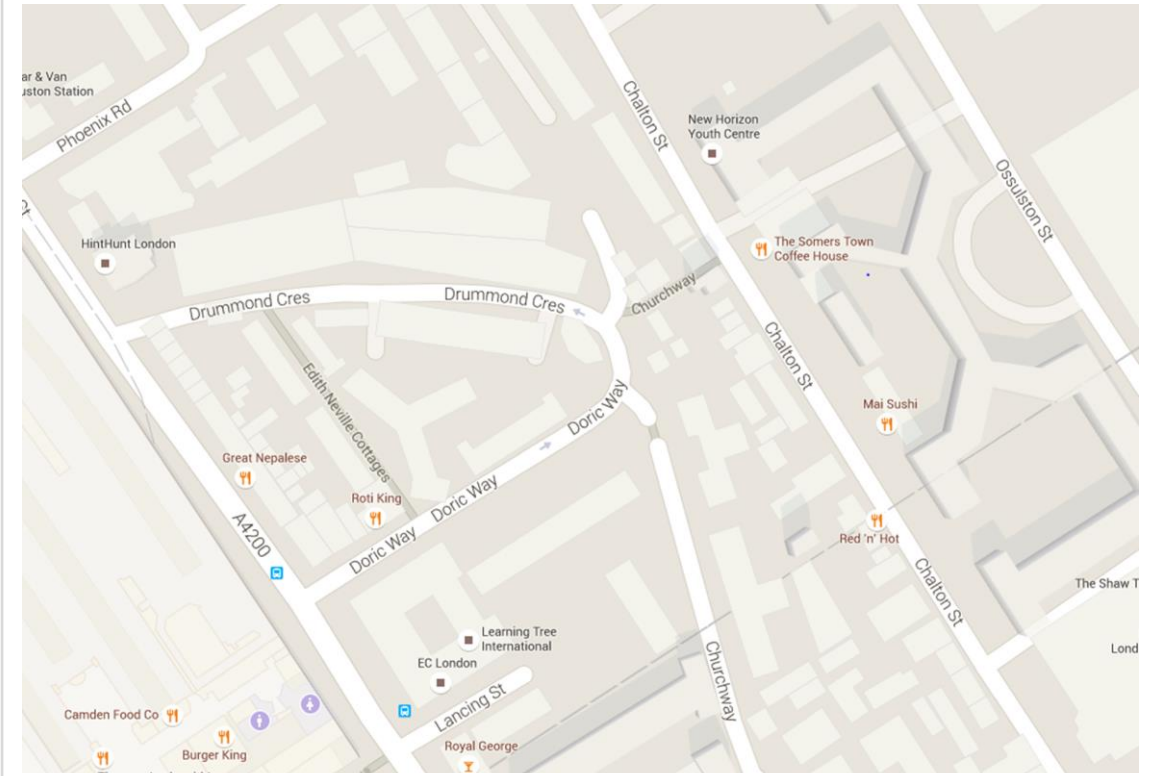 ar & Van
uston Station
Phoenix Rd
Chalton St
New Horizon
Youth Centre
Ossulston St
HintHunt London
The Somers Town
Coffee House
Churchway
Drummond Cres
Drummond Cres
Chalton St
Edith Neville Cottages
Doric Way
Mai Sushi
Great Nepalese
Roti King
Doric Way
A4200
Doric Way
Red 'n' Hot
Chalton St
The Shaw T
Learning Tree
International
EC London
Lond
Churchway
Lancing St
Camden Food Co
Burger King
Royal George